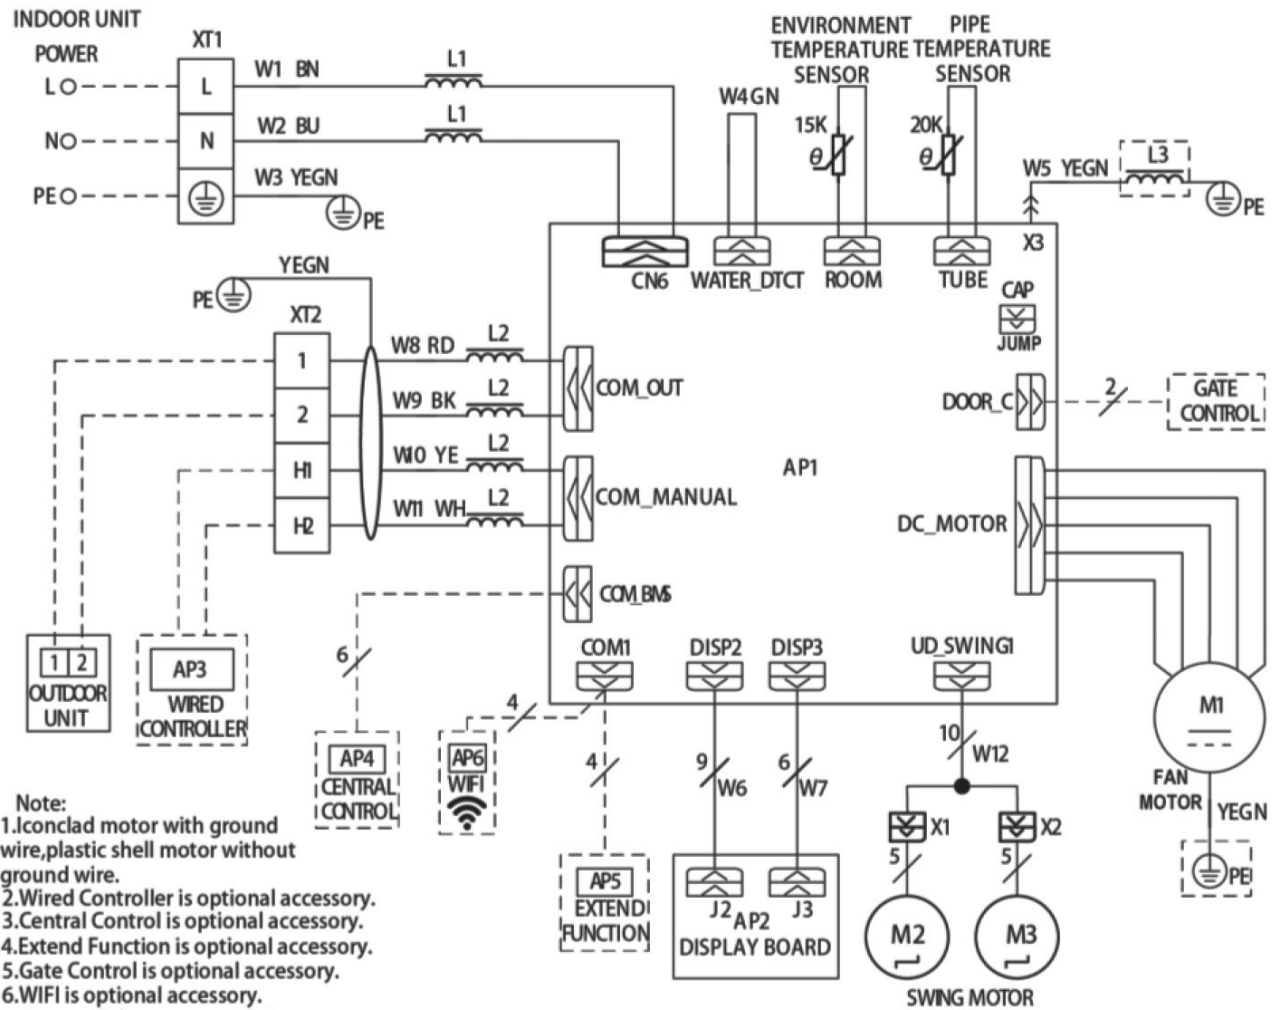 INDOOR UNIT
POWER
XT1
L
L
W1 BN
L1
N
N
W2 BU
L1
PE
W3 YEGN
PE
ENVIRONMENT
TEMPERATURE
SENSOR
PIPE
TEMPERATURE
SENSOR
W4GN
15K
θ
20K
θ
W5 YEGN
L3
PE
X3
CN6
WATER_DTCT
ROOM
TUBE
CAP
JUMP
YEGN
PE
XT2
1
W8 RD
L2
COM_OUT
2
W9 BK
L2
H1
W10 YE
L2
COM_MANUAL
H2
W11 WH
L2
DOOR_C
2
GATE
CONTROL
AP1
DC_MOTOR
COM_BMS
COM1
DISP2
DISP3
UD_SWING1
1 2
OUTDOOR
UNIT
AP3
WIRED
CONTROLLER
6
AP4
CENTRAL
CONTROL
4
AP6
WIFI
4
AP5
EXTEND
FUNCTION
9
W6
6
W7
J2
J3
AP2
DISPLAY BOARD
10
W12
X1
X2
5
5
M2
M3
SWING MOTOR
M1
FAN
MOTOR
YEGN
PE
Note:
1.Iconclad motor with ground
wire,plastic shell motor without
ground wire.
2.Wired Controller is optional accessory.
3.Central Control is optional accessory.
4.Extend Function is optional accessory.
5.Gate Control is optional accessory.
6.WIFI is optional accessory.